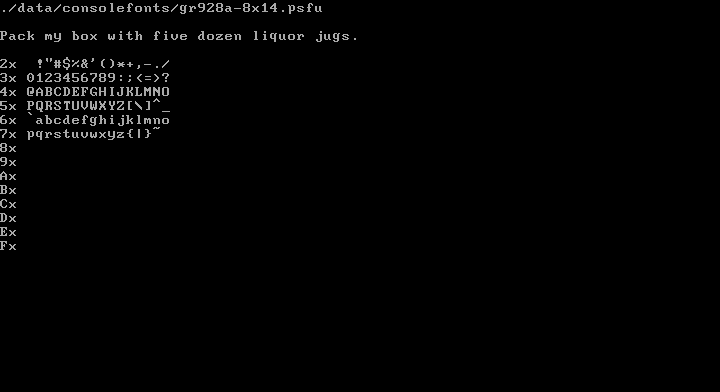 ./data/consolefonts/gr928a-8x14.psfu
Pack my box with five dozen liquor jugs.
2x  !"#$%&'()*+,-./
3x 0123456789:;<=>?
4x @ABCDEFGHIJKLMNO
5x PQRSTUVWXYZ[\]^_
6x `abcdefghijklmno
7x pqrstuvwxyz{|}~
8x
9x
Ax
Bx
Cx
Dx
Ex
Fx